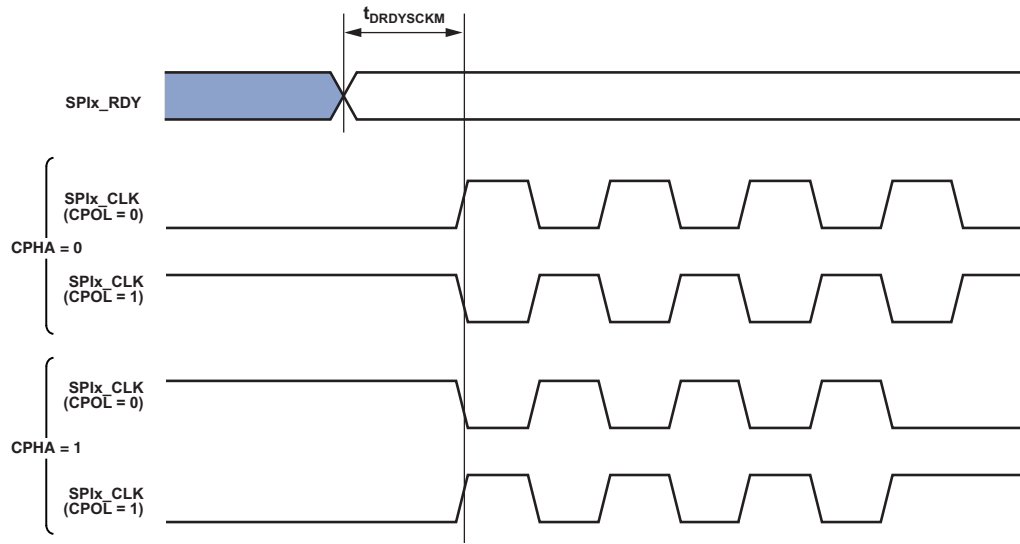 tDRDYSCKM
SPIx_RDY
SPIx_CLK
(CPOL = 0)
CPHA = 0
SPIx_CLK
(CPOL = 1)
SPIx_CLK
(CPOL = 0)
CPHA = 1
SPIx_CLK
(CPOL = 1)